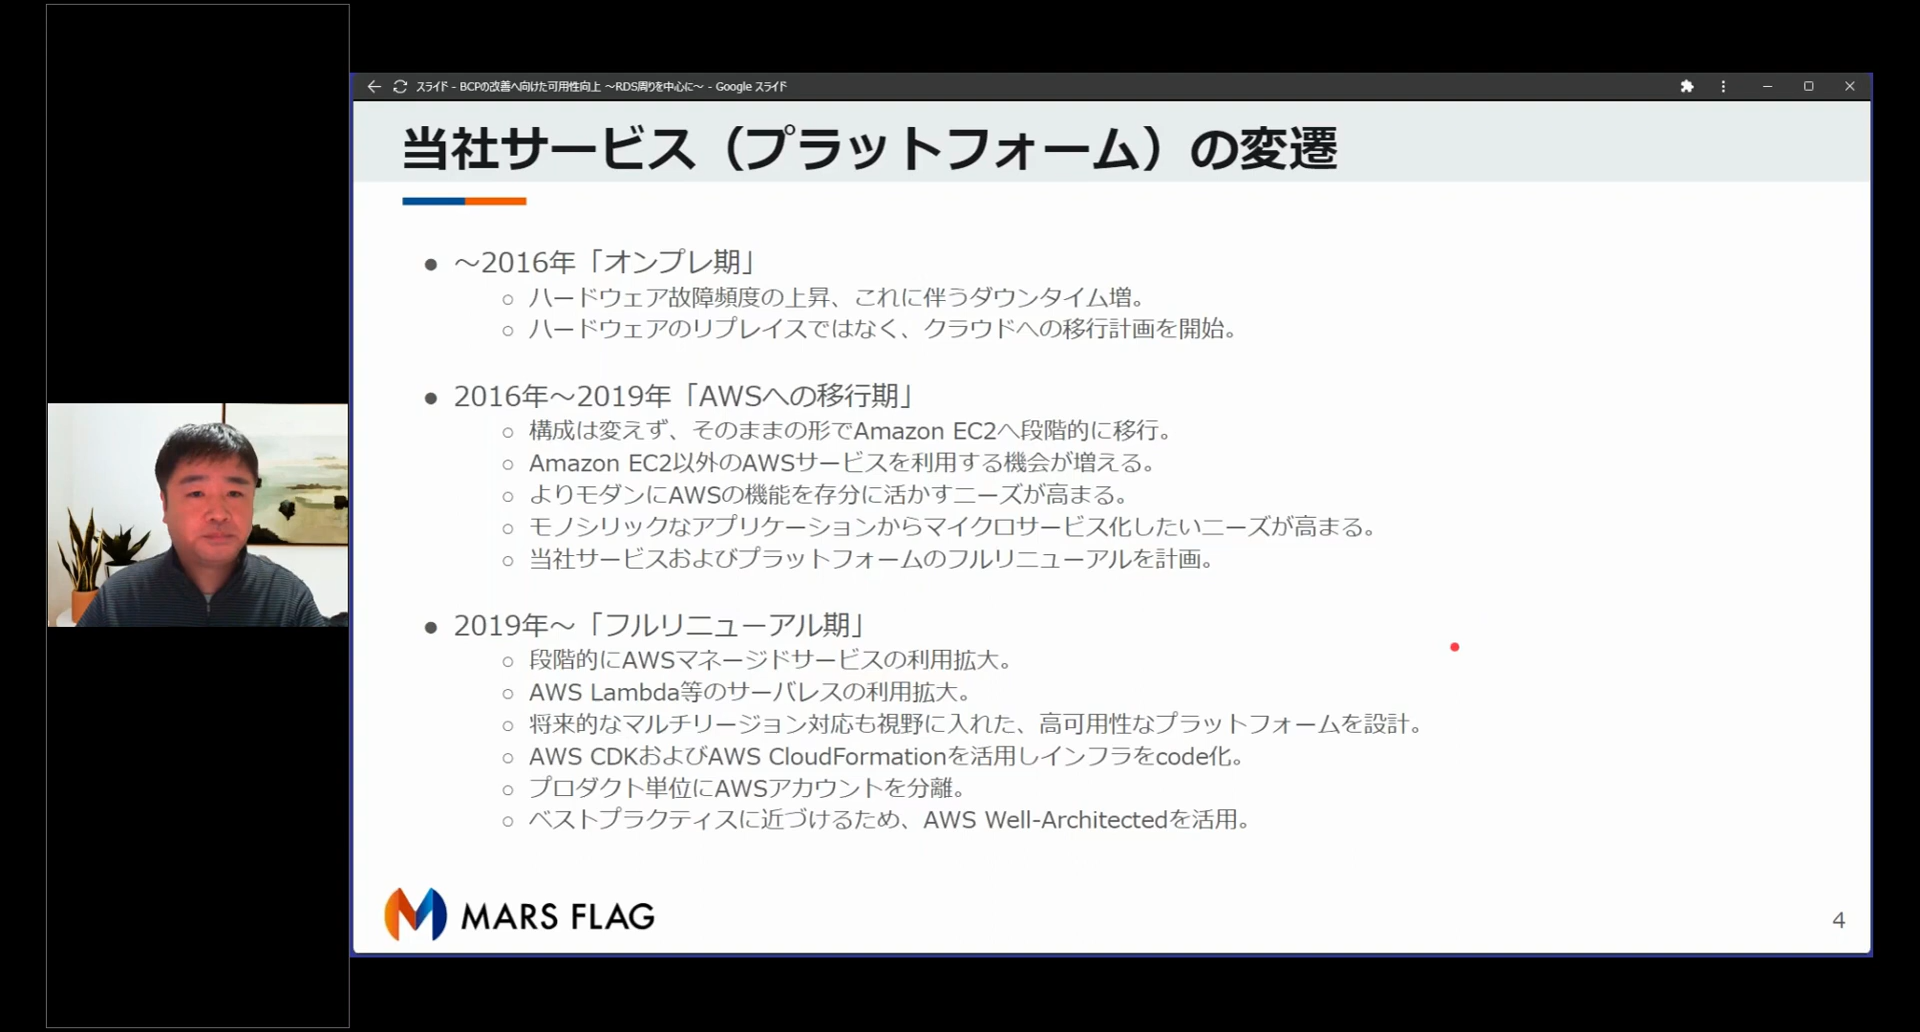 スライド - BCPの改善へ向けた可用性向上 ～RDS周りを中心に～ - Google スライド
当社サービス（プラットフォーム）の変遷
● ～2016年「オンプレ期」
○ ハードウェア故障頻度の上昇、これに伴うダウンタイム増。
○ ハードウェアのリプレイスではなく、クラウドへの移行計画を開始。
● 2016年～2019年「AWSへの移行期」
○ 構成は変えず、そのままの形でAmazon EC2へ段階的に移行。
○ Amazon EC2以外のAWSサービスを利用する機会が増える。
○ よりモダンにAWSの機能を存分に活かすニーズが高まる。
○ モノシリックなアプリケーションからマイクロサービス化したいニーズが高まる。
○ 当社サービスおよびプラットフォームのフルリニューアルを計画。
● 2019年～「フルリニューアル期」
○ 段階的にAWSマネージドサービスの利用拡大。
○ AWS Lambda等のサーバレスの利用拡大。
○ 将来的なマルチリージョン対応も視野に入れた、高可用性なプラットフォームを設計。
○ AWS CDKおよびAWS CloudFormationを活用しインフラをcode化。
○ プロダクト単位にAWSアカウントを分離。
○ ベストプラクティスに近づけるため、AWS Well-Architectedを活用。
MARS FLAG
4